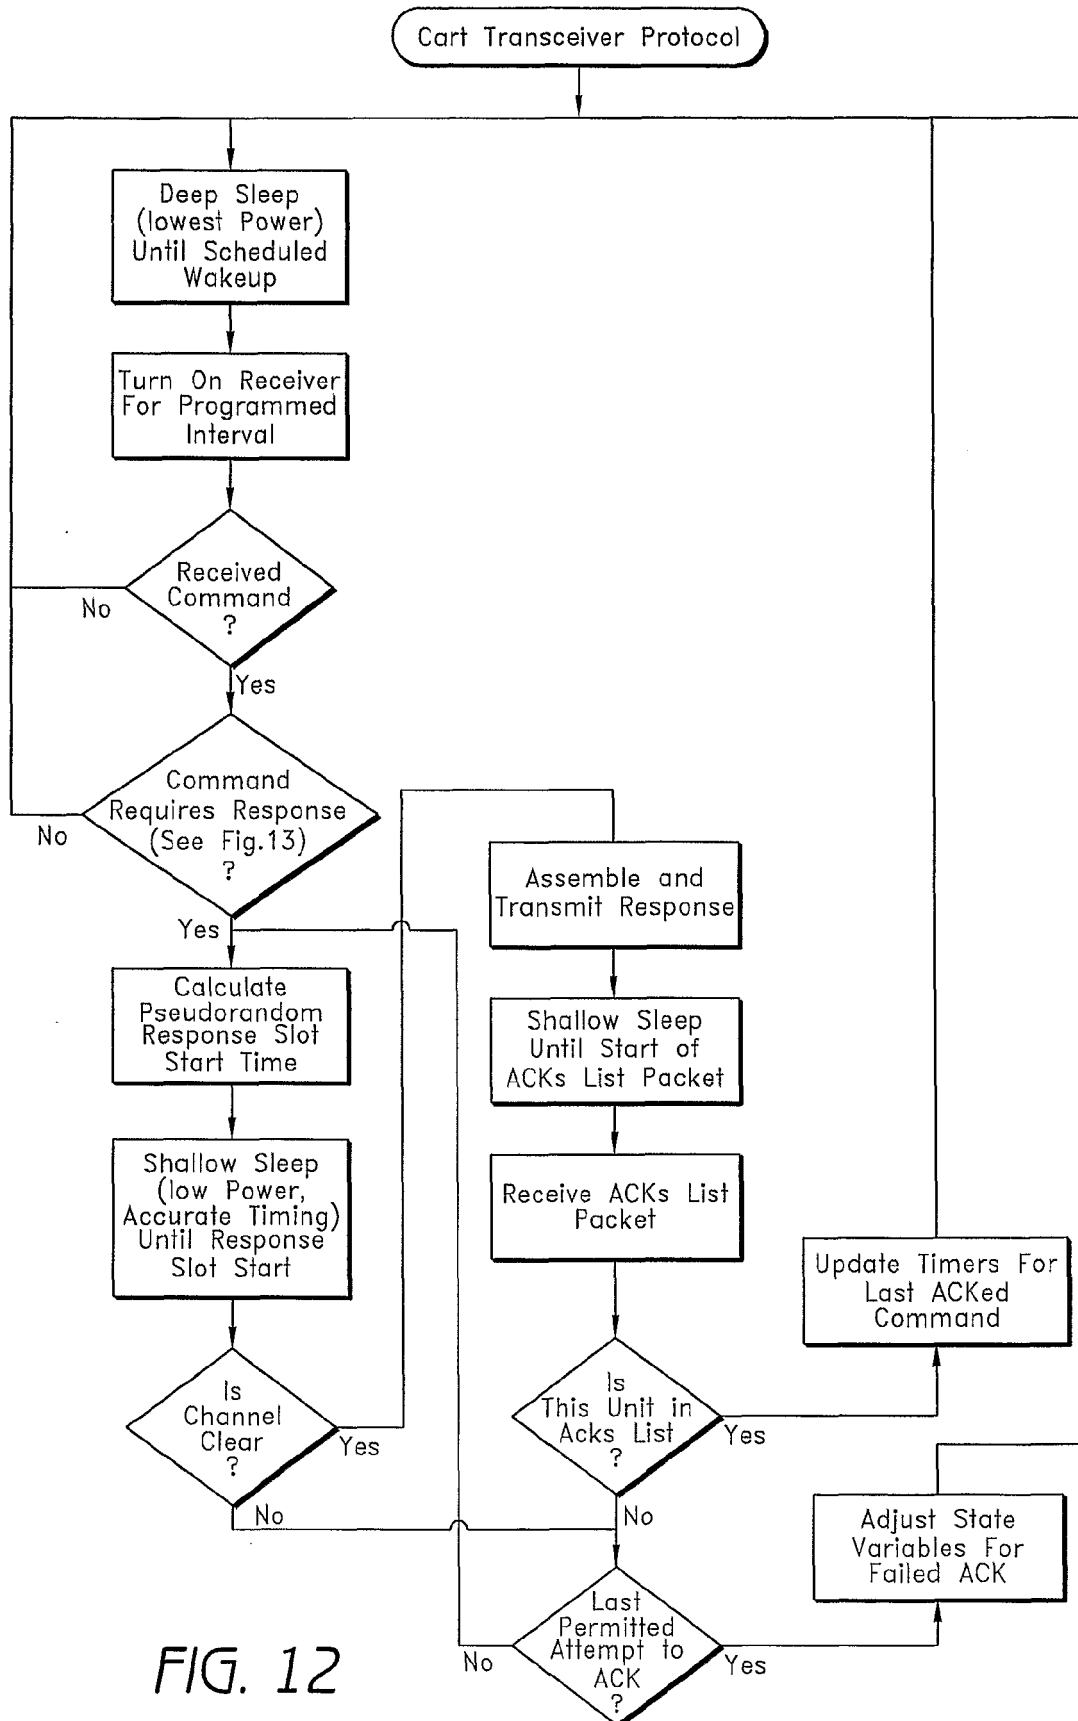 Cart Transceiver Protocol
Deep Sleep
(lowest Power)
Until Scheduled
Wakeup
Turn On Receiver
For Programmed
Interval
Received
Command
?
No
Yes
Command
Requires Response
(See Fig.13)
?
No
Yes
Calculate
Pseudorandom
Response Slot
Start Time
Shallow Sleep
(low Power,
Accurate Timing)
Until Response
Slot Start
Is
Channel
Clear
?
Yes
No
Assemble and
Transmit Response
Shallow Sleep
Until Start of
ACKs List Packet
Receive ACKs List
Packet
Is
This Unit in
Acks List
?
Yes
No
Update Timers For
Last ACKed
Command
Last
Permitted
Attempt to
ACK
?
No
Yes
Adjust State
Variables For
Failed ACK
FIG. 12